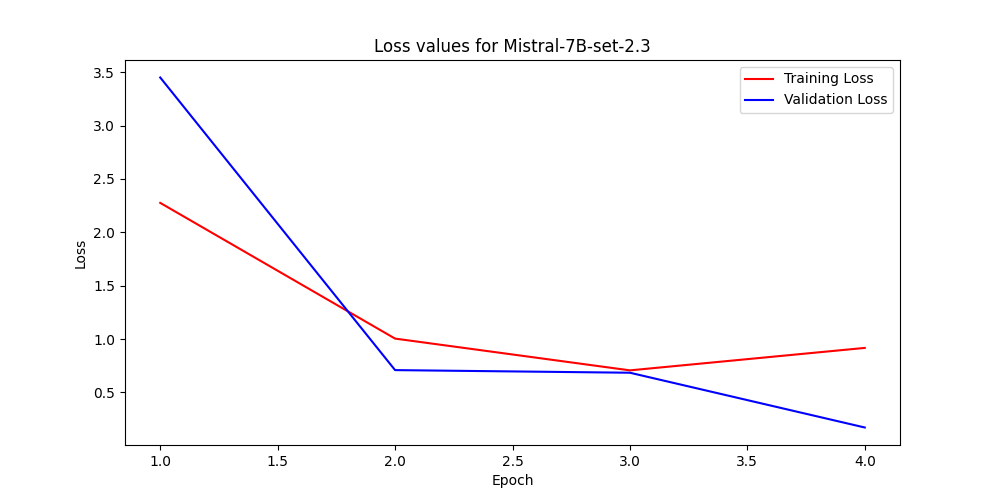 Loss values for Mistral-7B-set-2.3
Training Loss
Validation Loss
3.5
3.0
2.5
2.0
1.5
1.0
0.5
Loss
1.0 1.5 2.0 2.5 3.0 3.5 4.0
Epoch